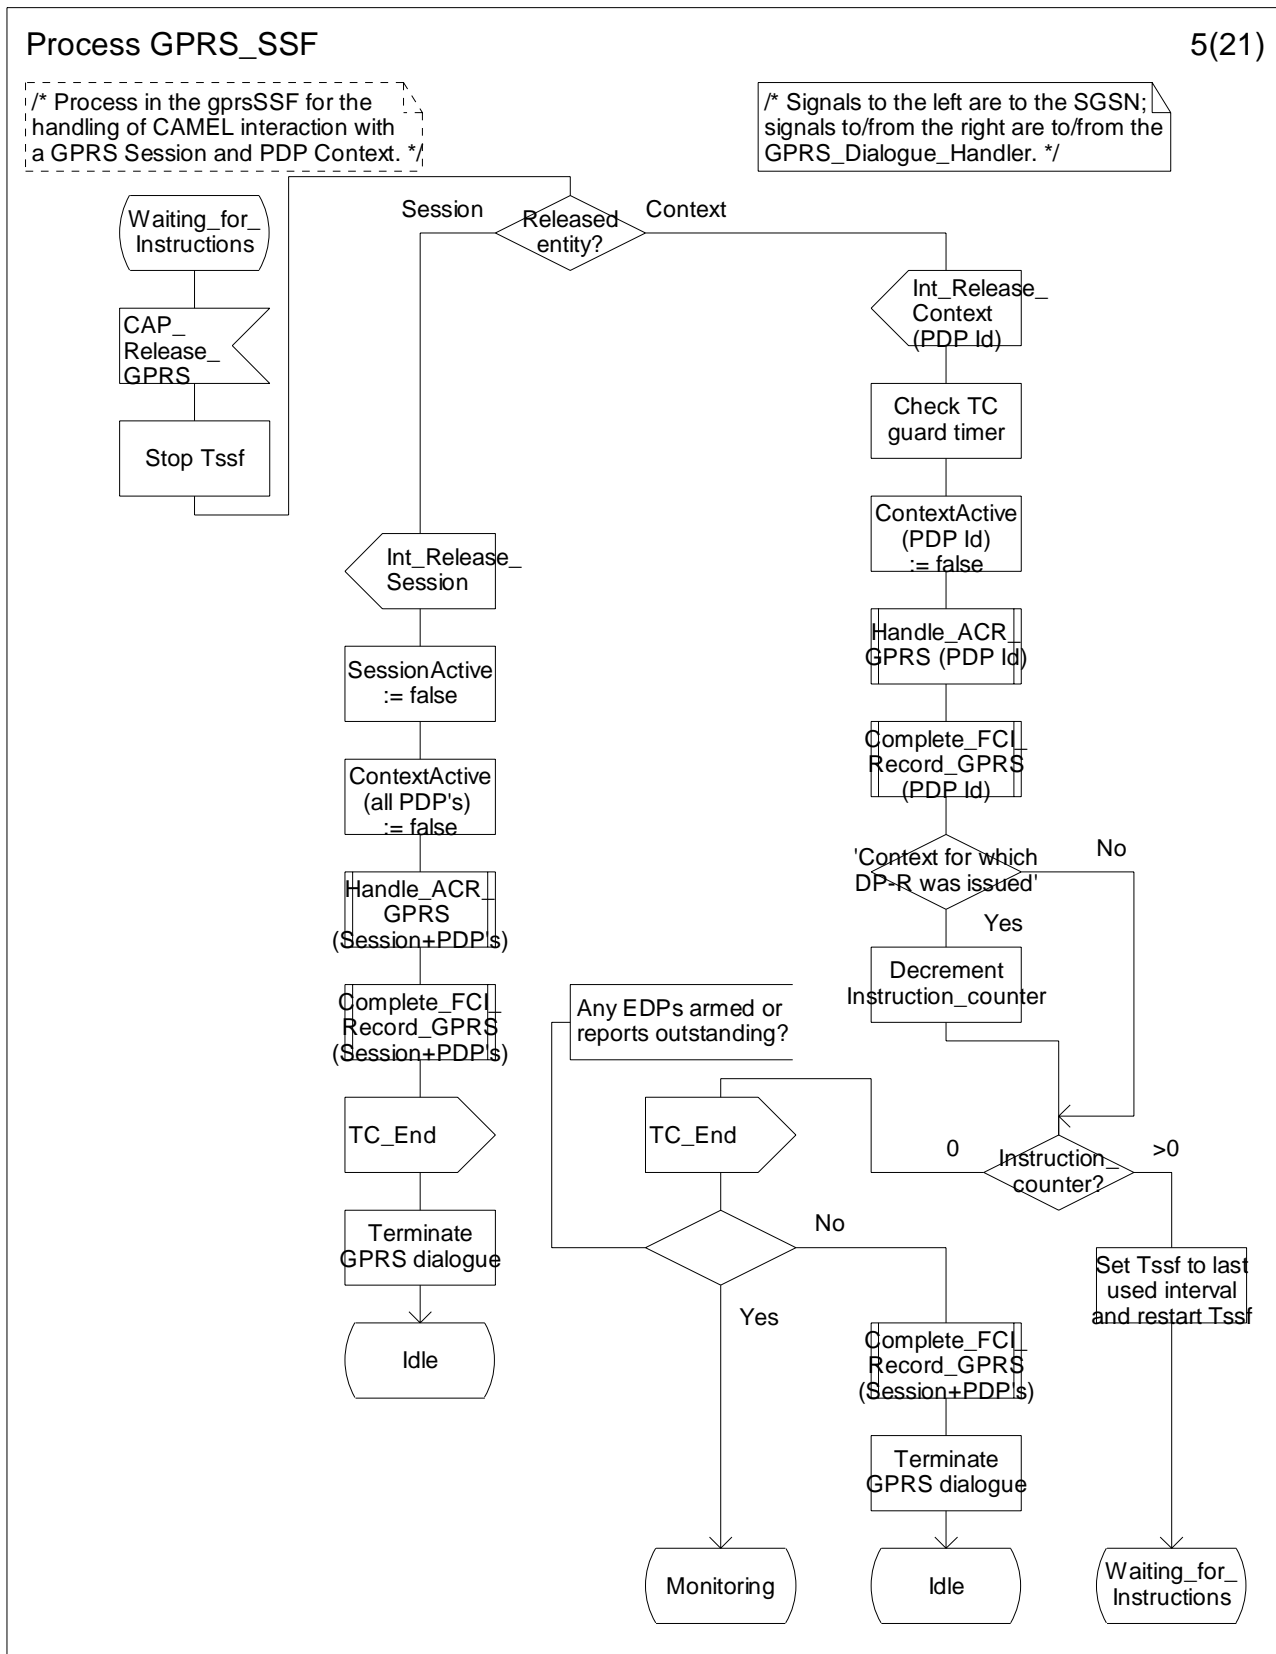 Process GPRS_SSF
5(21)
/* Process in the gprsSSF for the
handling of CAMEL interaction with
a GPRS Session and PDP Context. */
/* Signals to the left are to the SGSN;
signals to/from the right are to/from the
GPRS_Dialogue_Handler. */
Waiting_for_
Instructions
CAP_
Release_
GPRS
Stop Tssf
Released
entity?
Session
Context
Int_Release_
Session
SessionActive
:= false
ContextActive
(all PDP's)
:= false
Handle_ACR_
GPRS
(Session+PDP's)
Complete_FCI_
Record_GPRS
(Session+PDP's)
TC_End
Terminate
GPRS dialogue
Idle
Int_Release_
Context
(PDP Id)
Check TC
guard timer
ContextActive
(PDP Id)
:= false
Handle_ACR_
GPRS (PDP Id)
Complete_FCI_
Record_GPRS
(PDP Id)
'Context for which
DP-R was issued'
No
Yes
Decrement
Instruction_counter
Instruction_
counter?
0
>0
TC_End
Any EDPs armed or
reports outstanding?
No
Yes
Monitoring
Complete_FCI_
Record_GPRS
(Session+PDP's)
Terminate
GPRS dialogue
Idle
Set Tssf to last
used interval
and restart Tssf
Waiting_for_
Instructions